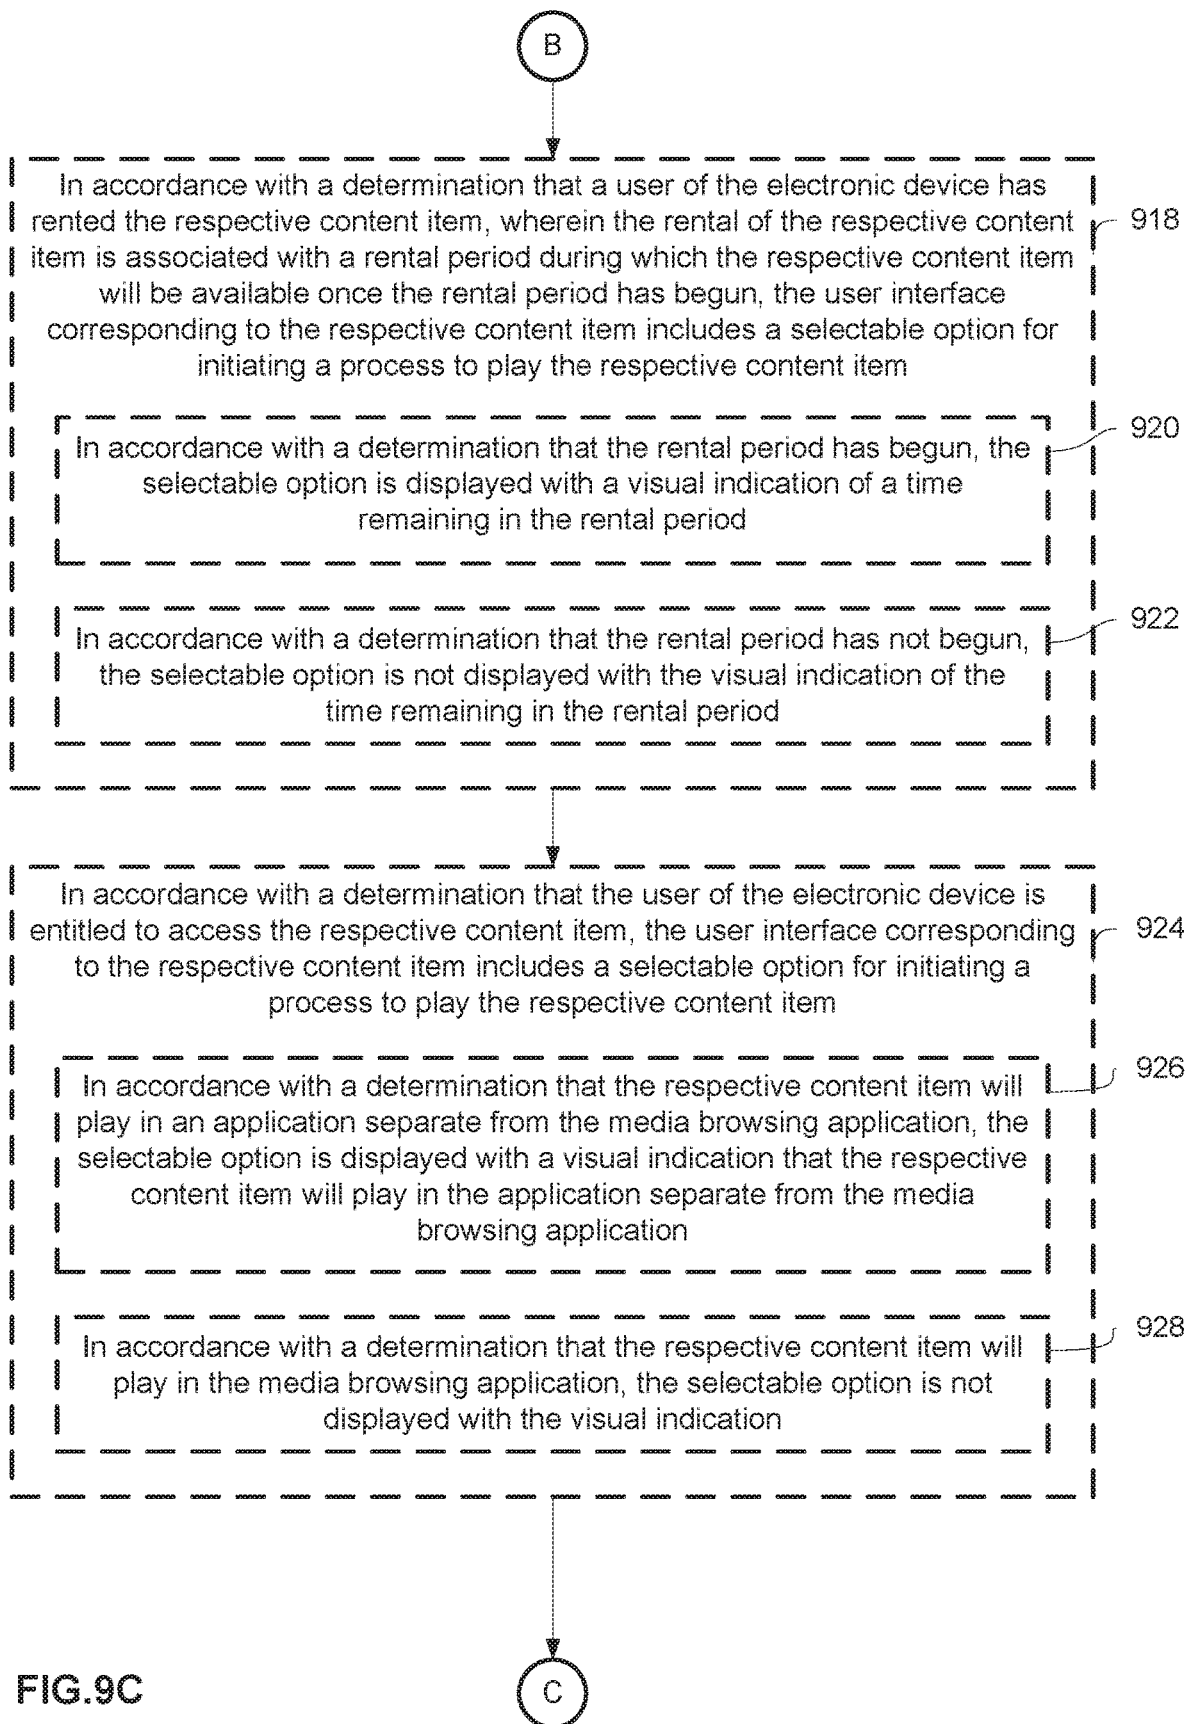 B
In accordance with a determination that a user of the electronic device has
rented the respective content item, wherein the rental of the respective content
item is associated with a rental period during which the respective content item
will be available once the rental period has begun, the user interface
corresponding to the respective content item includes a selectable option for
initiating a process to play the respective content item
918
In accordance with a determination that the rental period has begun, the
selectable option is displayed with a visual indication of a time
remaining in the rental period
920
In accordance with a determination that the rental period has not begun,
the selectable option is not displayed with the visual indication of the
time remaining in the rental period
922
In accordance with a determination that the user of the electronic device is
entitled to access the respective content item, the user interface corresponding
to the respective content item includes a selectable option for initiating a
process to play the respective content item
924
In accordance with a determination that the respective content item will
play in an application separate from the media browsing application, the
selectable option is displayed with a visual indication that the respective
content item will play in the application separate from the media
browsing application
926
In accordance with a determination that the respective content item will
play in the media browsing application, the selectable option is not
displayed with the visual indication
928
FIG.9C
C